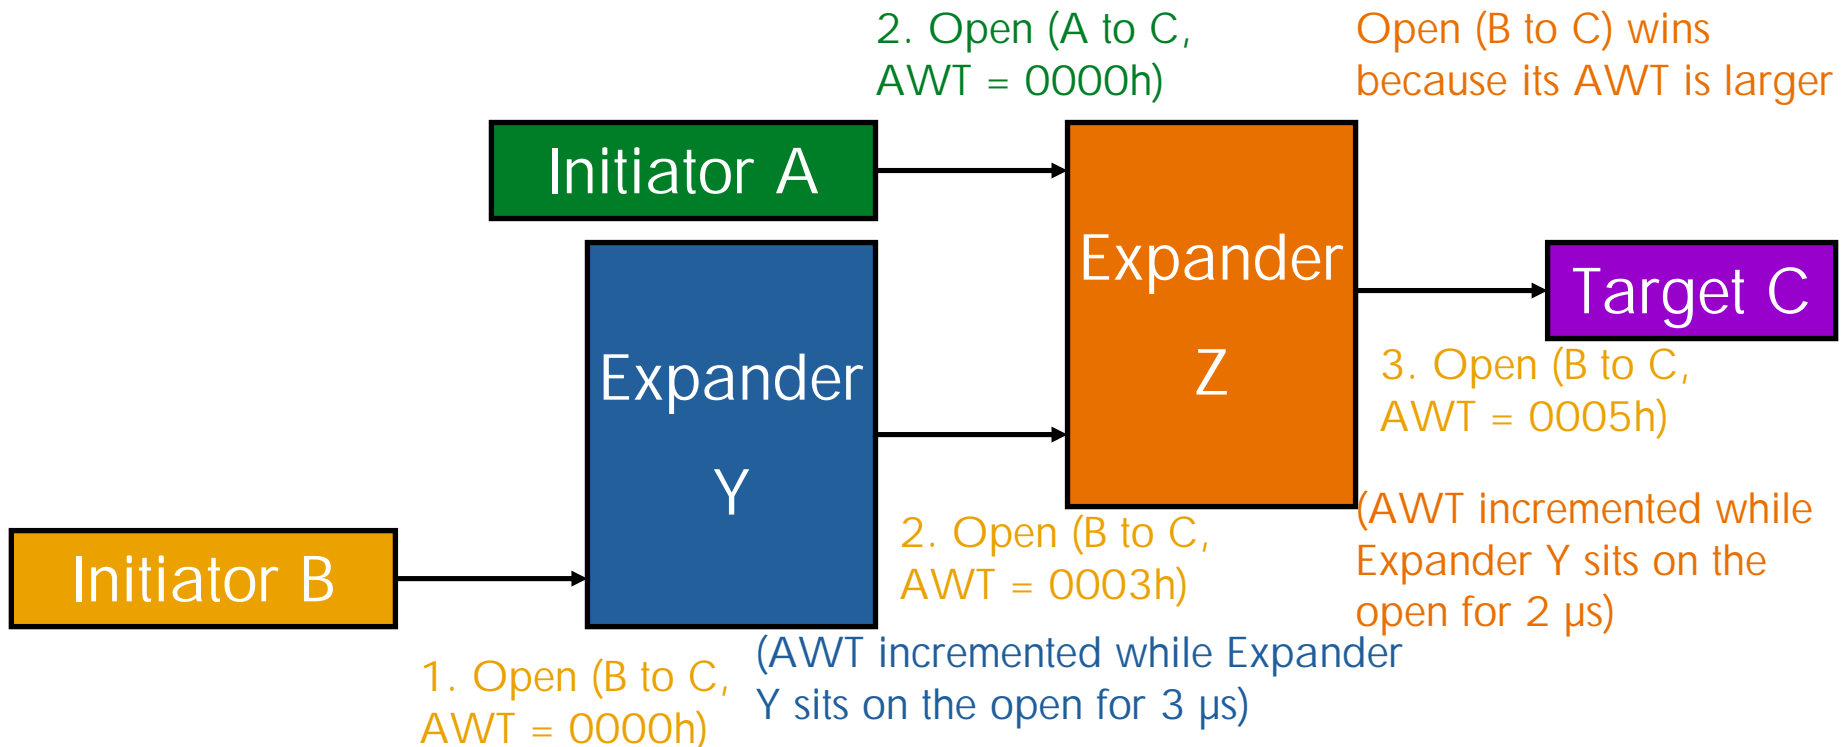 2. Open (A to C,
AWT = 0000h)
Open (B to C) wins
because its AWT is larger
Initiator A
Expander
Z
Target C
Expander
Y
3. Open (B to C,
AWT = 0005h)
2. Open (B to C,
AWT = 0003h)
(AWT incremented while
Expander Y sits on the
open for 2 µs)
Initiator B
(AWT incremented while Expander
Y sits on the open for 3 µs)
1. Open (B to C,
AWT = 0000h)